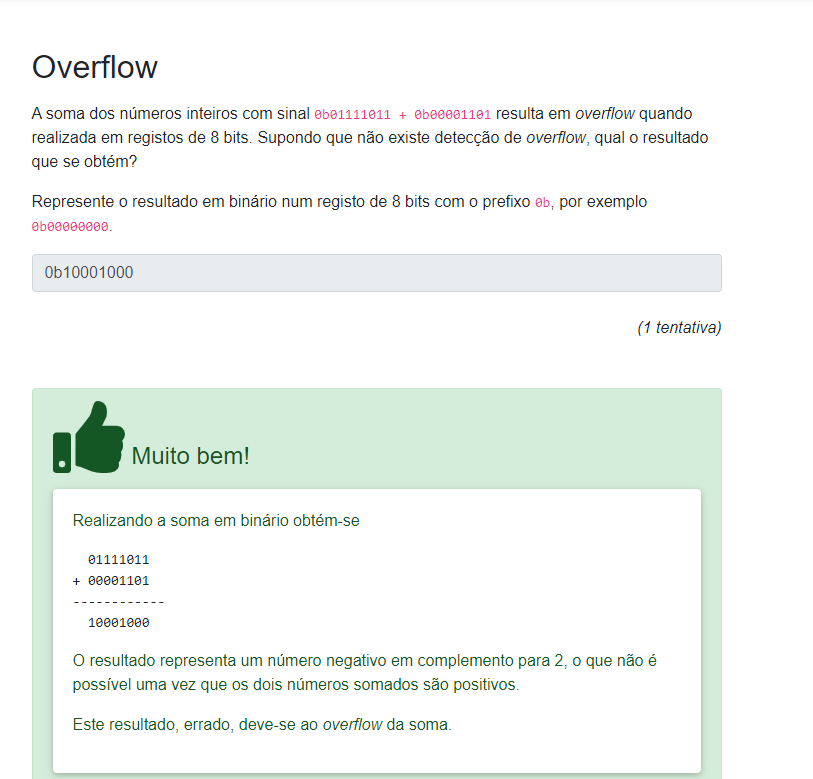 Overflow
A soma dos números inteiros com sinal 0b01111011 + 0b00001101 resulta em overflow quando
realizada em registos de 8 bits. Supondo que não existe detecção de overflow, qual o resultado
que se obtém?
Represente o resultado em binário num registo de 8 bits com o prefixo 0b, por exemplo
0b00000000.
0b10001000
(1 tentativa)
Muito bem!
Realizando a soma em binário obtém-se
01111011
+ 00001101
------------
10001000
O resultado representa um número negativo em complemento para 2, o que não é
possível uma vez que os dois números somados são positivos.
Este resultado, errado, deve-se ao overflow da soma.